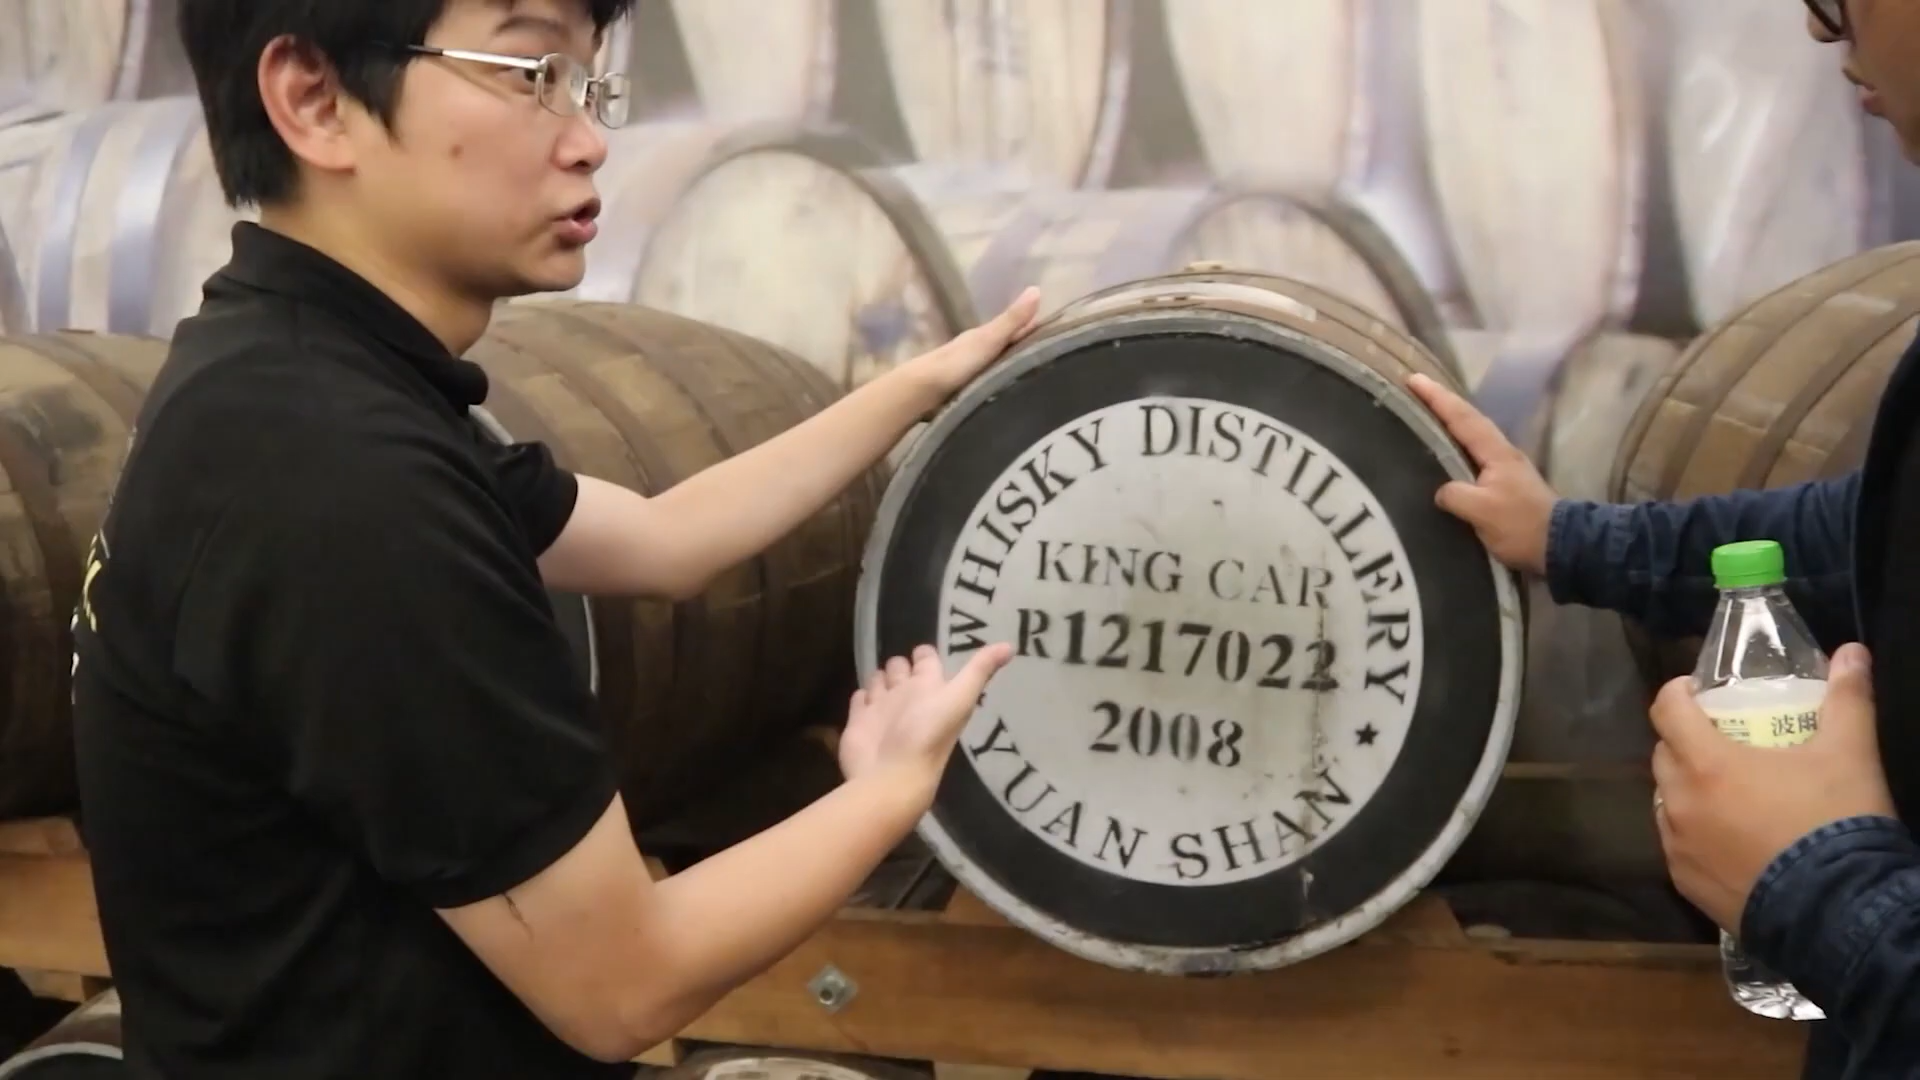 WHISKY DISTILLERY
KING CAR
R1217022
2008
YUAN SHAN
波爾